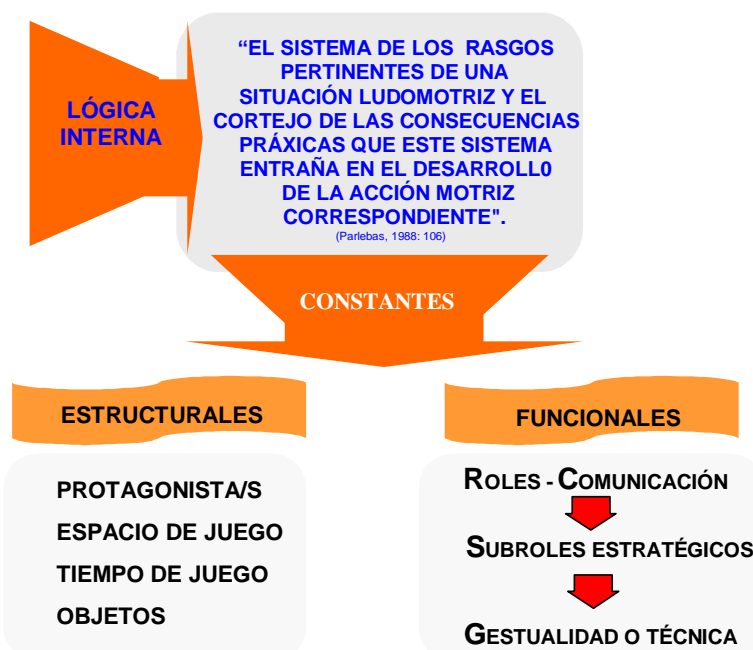 LÓGICA
INTERNA
“EL SISTEMA DE LOS RASGOS
PERTINENTES DE UNA
SITUACIÓN LUDOMOTRIZ Y EL
CORTEJO DE LAS CONSECUENCIAS
PRÁXICAS QUE ESTE SISTEMA
ENTRAÑA EN EL DESARROLL0
DE LA ACCIÓN MOTRIZ
CORRESPONDIENTE".
(Parlebas, 1988: 106)
CONSTANTES
ESTRUCTURALES
PROTAGONISTA/S
ESPACIO DE JUEGO
TIEMPO DE JUEGO
OBJETOS
FUNCIONALES
ROLES - COMUNICACIÓN
SUBROLES ESTRATÉGICOS
GESTUALIDAD O TÉCNICA